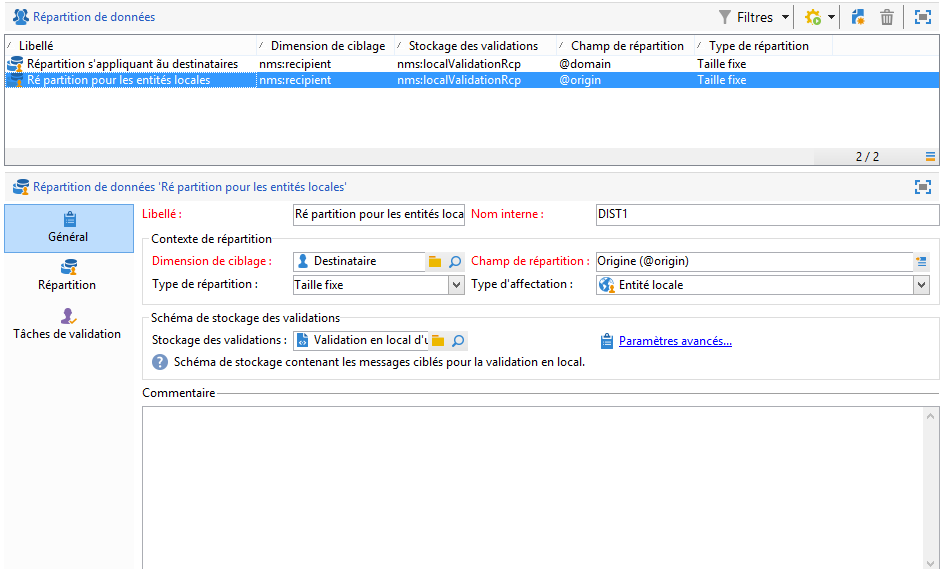 Répartition de données
Filtres
Libellé Dimension de ciblage Stockage des validations Champ de répartition Type de répartition
Répartition s'appliquant âu destinataires nms:recipient nms:localValidationRcp @domain Taille fixe
Ré partition pour les entités locales nms:recipient nms:localValidationRcp @origin Taille fixe
2 / 2
Répartition de données 'Ré partition pour les entités locales'
Général
Répartition
Tâches de validation
Libellé : Ré partition pour les entités loca Nom interne : DIST1
Contexte de répartition
Dimension de ciblage : Destinataire Champ de répartition : Origine (@origin)
Type de répartition : Taille fixe Type d'affectation : Entité locale
Schéma de stockage des validations
Stockage des validations : Validation en local d'u Paramètres avancés...
Schéma de stockage contenant les messages ciblés pour la validation en local.
Commentaire